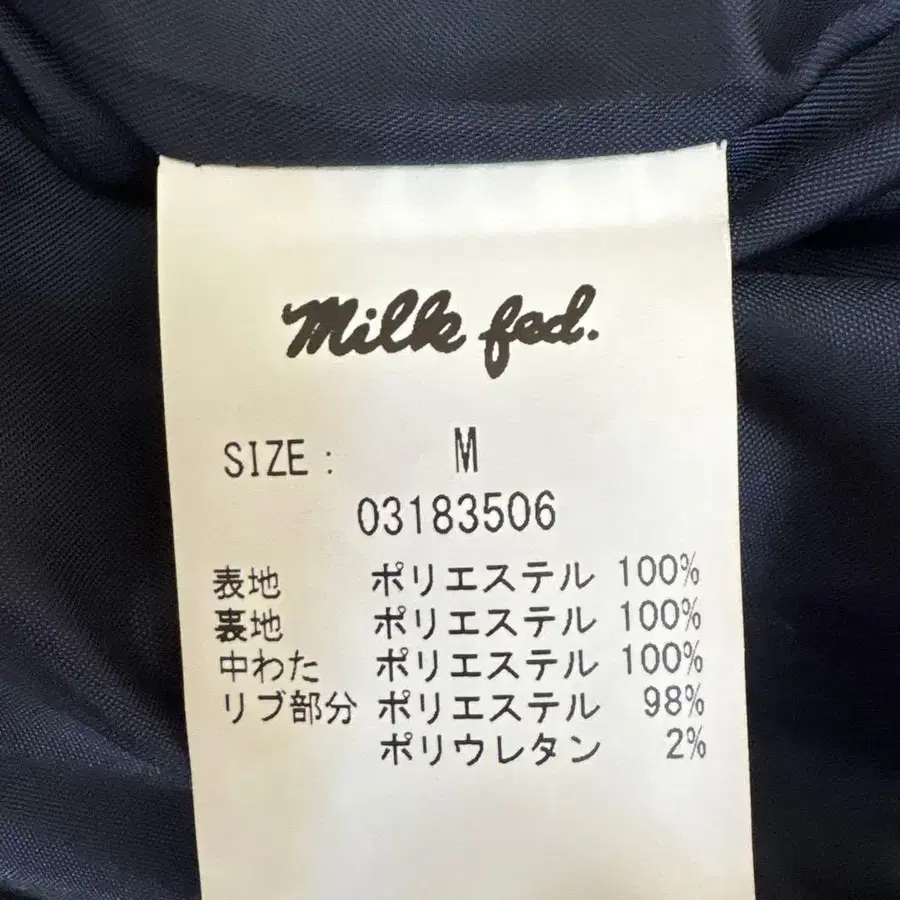 Milk fed.
SIZE : M
03183506
表地 ポリエステル 100%
裏地 ポリエステル 100%
中わた ポリエステル 100%
リブ部分 ポリエステル 98%
ポリウレタン 2%